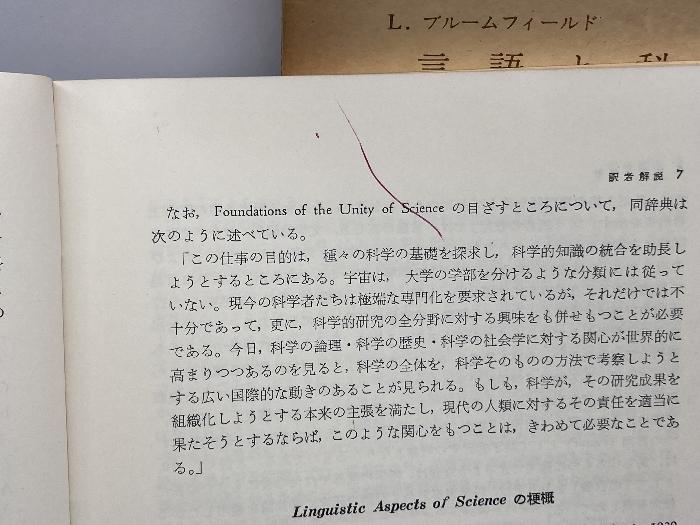 L. ブルームフィールド
言語と科
訳者解説 7
なお， Foundations of the Unity of Science の目ざすところについて， 同辞典は
次のように述べている。
「この仕事の目的は， 種々の科学の基礎を探求し， 科学的知識の統合を助長し
ようとするところにある。宇宙は， 大学の学部を分けるような分類には従って
いない。現今の科学者たちは極端な専門化を要求されているが，それだけでは不
十分であって，更に，科学的研究の全分野に対する興味をも併せもつことが必要
である。今日，科学の論理・科学の歴史・科学の社会学に対する関心が世界的に
高まりつつあるのを見ると，科学の全体を，科学そのものの方法で考察しようと
する広い国際的な動きのあることが見られる。もしも，科学が，その研究成果を
組織化しようとする本来の主張を満たし，現代の人類に対するその責任を適当に
果たそうとするならば，このような関心をもつことは，きわめて必要なことであ
る。」
Linguistic Aspects of Science の梗概